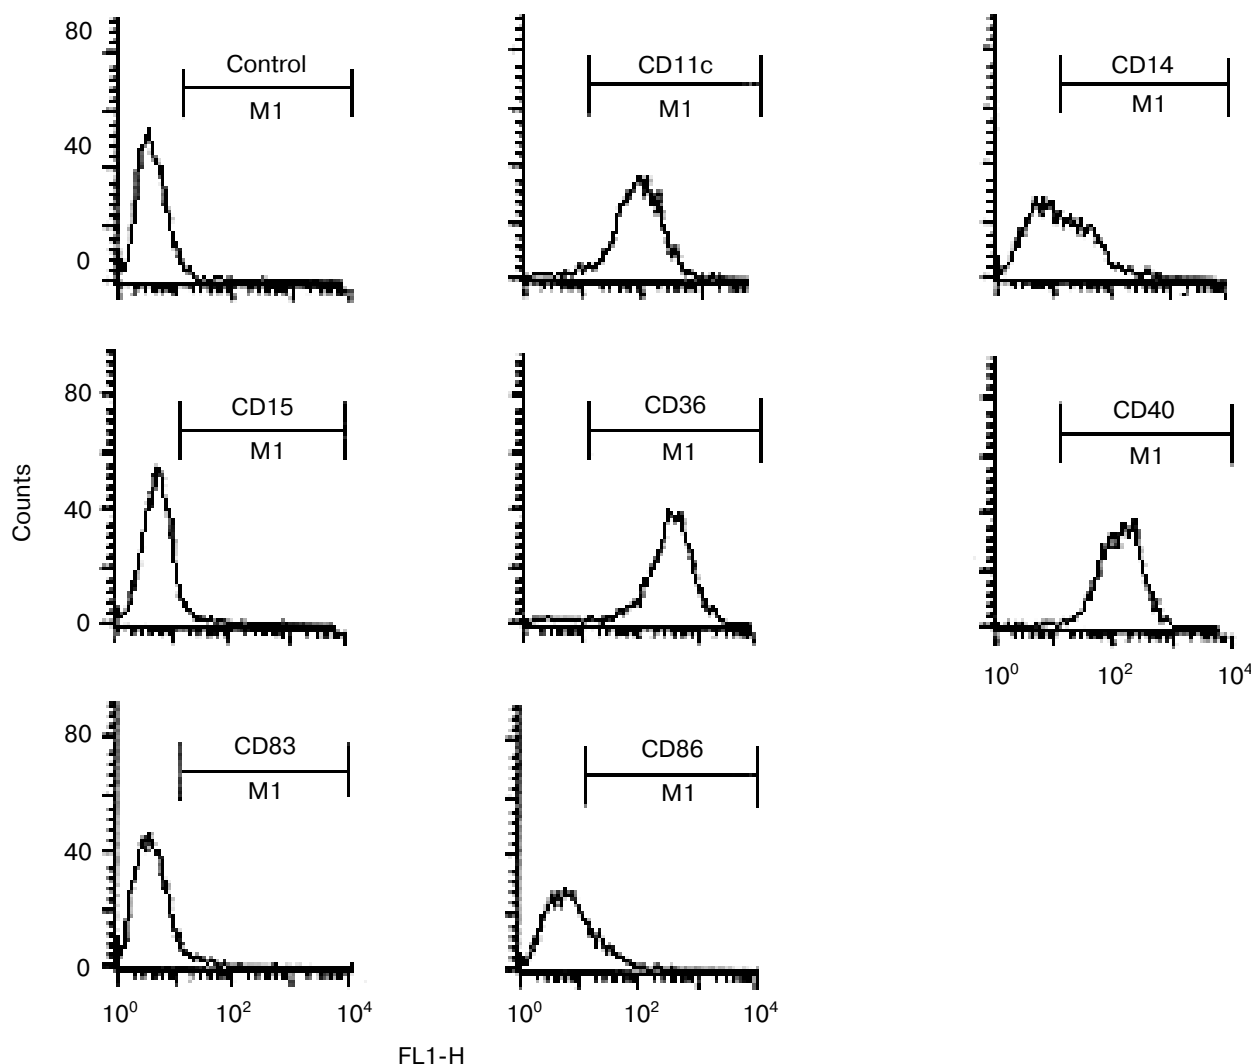 80
40
0
Control
M1
CD11c
M1
CD14
M1
Counts
80
40
0
CD15
M1
CD36
M1
CD40
M1
10⁰ 10² 10⁴
80
40
0
CD83
M1
CD86
M1
10⁰ 10² 10⁴
10⁰ 10² 10⁴
FL1-H